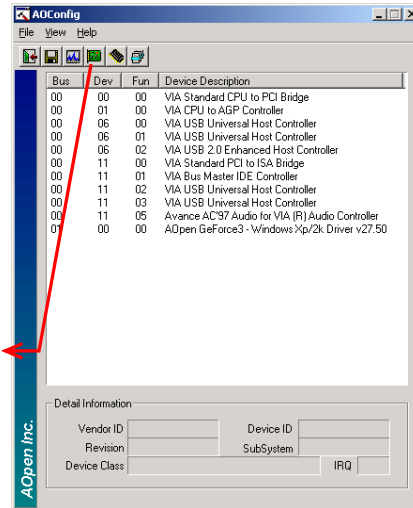 AOConfig
File View Help
Bus Dev Fun Device Description
00 00 00 VIA Standard CPU to PCI Bridge
00 01 00 VIA CPU to AGP Controller
00 06 00 VIA USB Universal Host Controller
00 06 01 VIA USB Universal Host Controller
00 06 02 VIA USB 2.0 Enhanced Host Controller
00 11 00 VIA Standard PCI to ISA Bridge
00 11 01 VIA Bus Master IDE Controller
00 11 02 VIA USB Universal Host Controller
00 11 03 VIA USB Universal Host Controller
00 11 05 Avance AC'97 Audio for VIA (R) Audio Controller
01 00 00 AOpen GeForce3 - Windows Xp/2k Driver v27.50
Detail Information
Vendor ID Device ID
Revision SubSystem
Device Class IRQ
AOpen Inc.